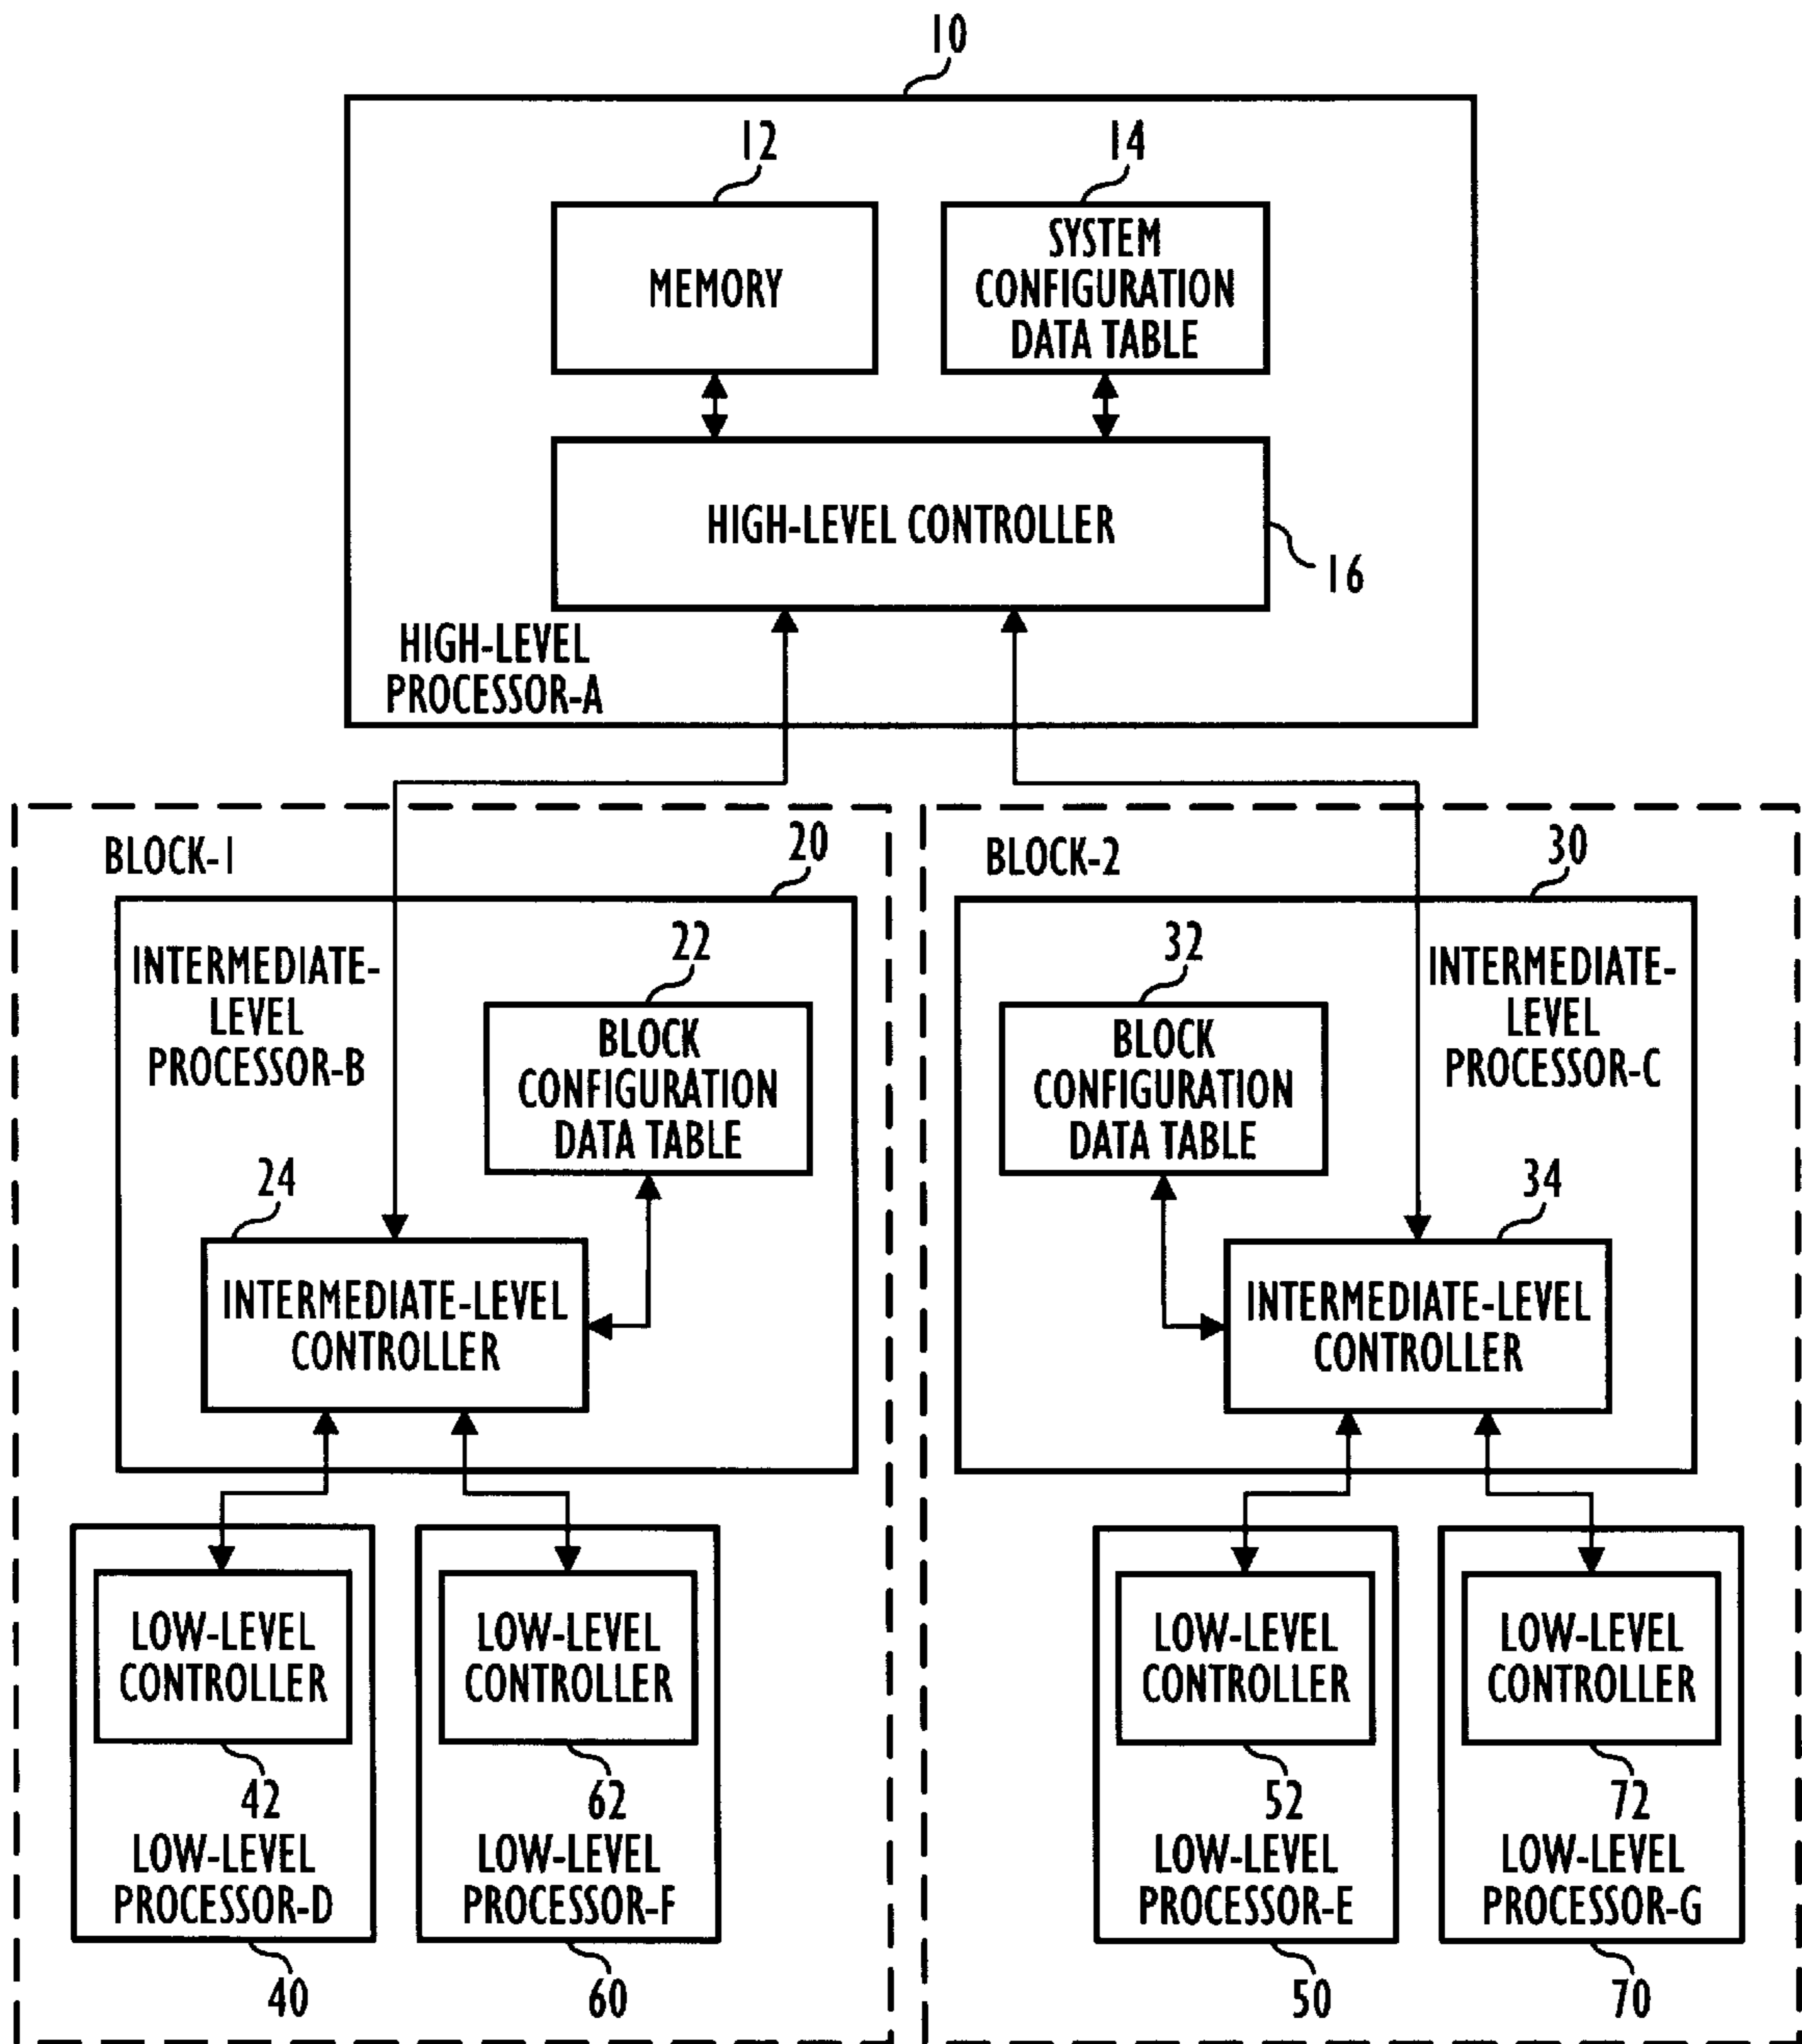 10
12
14
MEMORY
SYSTEM
CONFIGURATION
DATA TABLE
HIGH-LEVEL CONTROLLER
16
HIGH-LEVEL
PROCESSOR-A
BLOCK-1
20
INTERMEDIATE-
LEVEL
PROCESSOR-B
22
BLOCK
CONFIGURATION
DATA TABLE
24
INTERMEDIATE-LEVEL
CONTROLLER
LOW-LEVEL
CONTROLLER
42
LOW-LEVEL
PROCESSOR-D
40
LOW-LEVEL
CONTROLLER
62
LOW-LEVEL
PROCESSOR-F
60
BLOCK-2
30
32
BLOCK
CONFIGURATION
DATA TABLE
INTERMEDIATE-
LEVEL
PROCESSOR-C
34
INTERMEDIATE-LEVEL
CONTROLLER
LOW-LEVEL
CONTROLLER
52
LOW-LEVEL
PROCESSOR-E
50
LOW-LEVEL
CONTROLLER
72
LOW-LEVEL
PROCESSOR-G
70